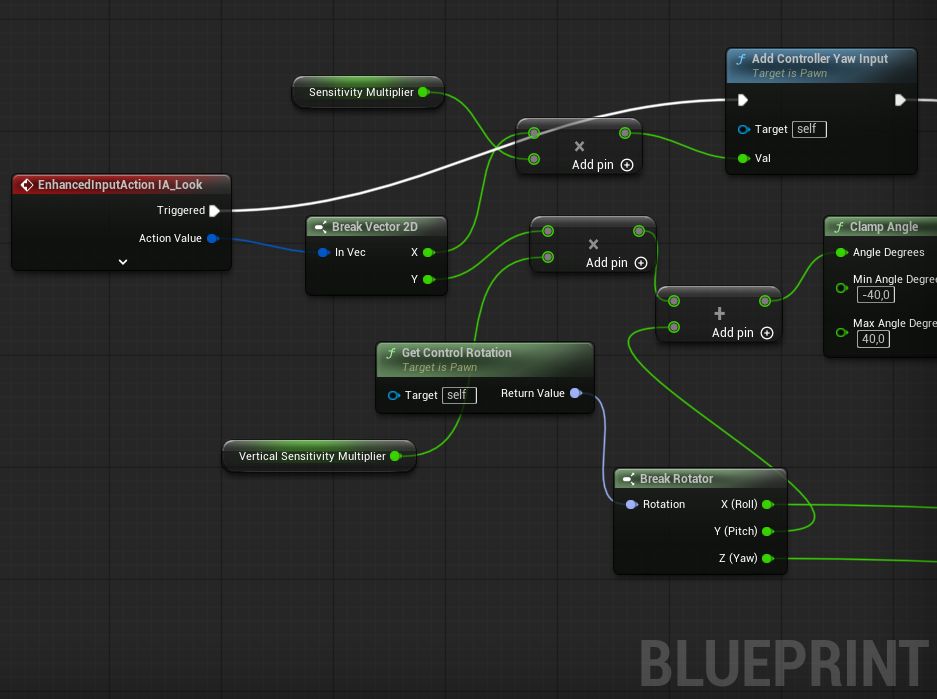 Add Controller Yaw Input
Target is Pawn
Target self
Val
Sensitivity Multiplier
Add pin
EnhancedInputAction IA_Look
Triggered
Action Value
Break Vector 2D
In Vec X
Y
Add pin
Clamp Angle
Angle Degrees
Min Angle Degre
-40,0
Max Angle Degre
40,0
Add pin
Get Control Rotation
Target is Pawn
Target self Return Value
Vertical Sensitivity Multiplier
Break Rotator
Rotation X (Roll)
Y (Pitch)
Z (Yaw)
BLUEPRINT